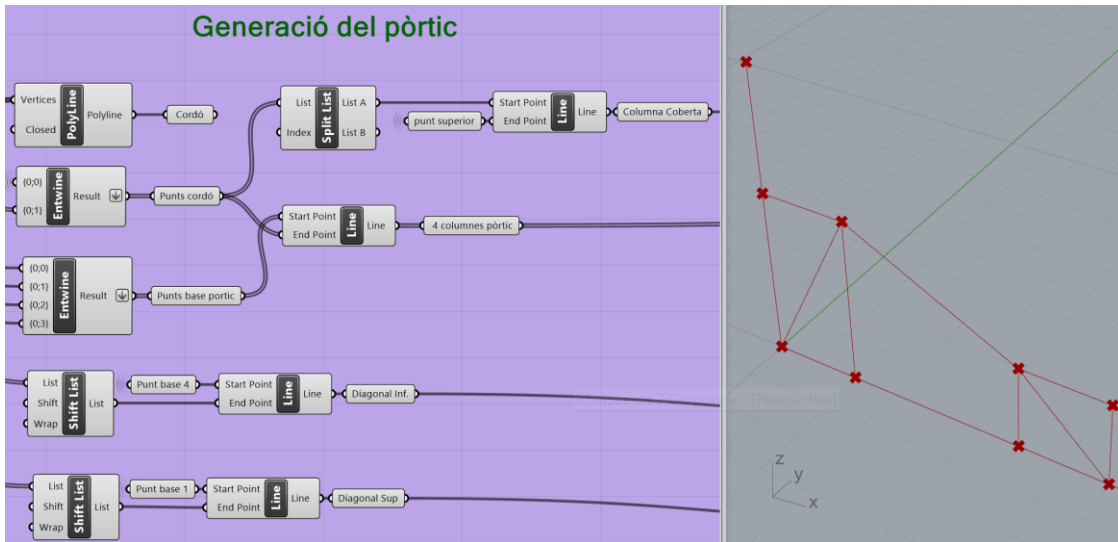 Generació del pòrtic
Vertices
Closed
PolyLine
Polyline
Cordó
List
Index
Split List
List A
List B
punt superior
Start Point
End Point
Line
Line
Columna Coberta
{0;0}
{0;1}
Entwine
Result
Punts cordó
Start Point
End Point
Line
Line
4 columnes pòrtic
{0;0}
{0;1}
{0;2}
{0;3}
Entwine
Result
Punts base portic
List
Shift
Wrap
Shift List
List
Punt base 4
Start Point
End Point
Line
Line
Diagonal Inf.
List
Shift
Wrap
Shift List
List
Punt base 1
Start Point
End Point
Line
Line
Diagonal Sup
z
y
x